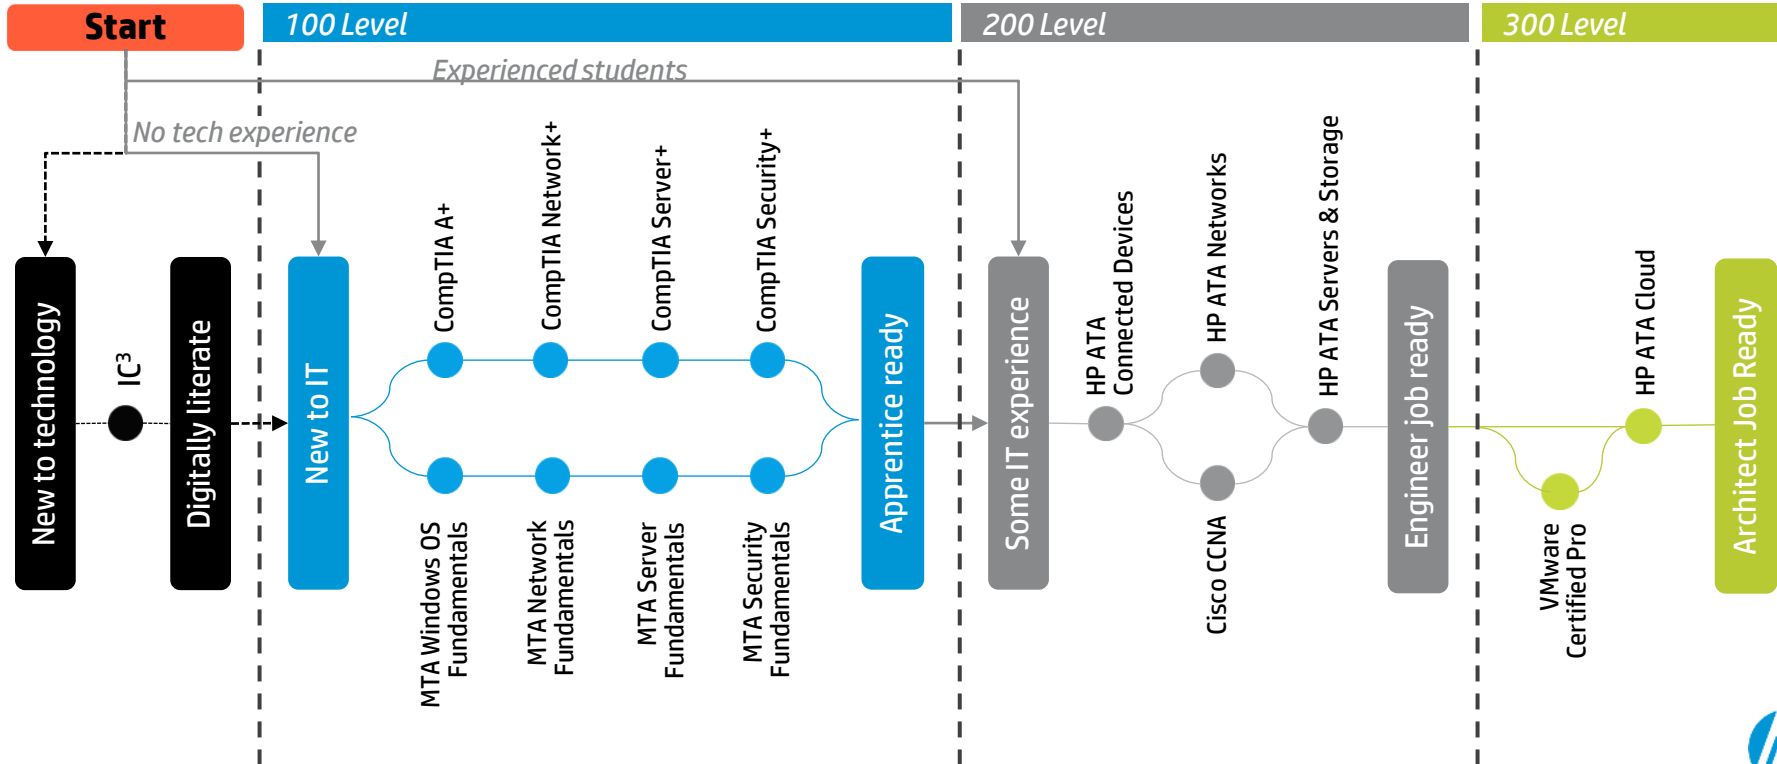 Start
100 Level
200 Level
300 Level
Experienced students
No tech experience
New to technology
IC³
Digitally literate
New to IT
CompTIA A+
CompTIA Network+
CompTIA Server+
CompTIA Security+
MTA Windows OS
Fundamentals
MTA Network
Fundamentals
MTA Server
Fundamentals
MTA Security
Fundamentals
Apprentice ready
Some IT experience
HP ATA
Connected Devices
HP ATA Networks
Cisco CCNA
HP ATA Servers & Storage
Engineer job ready
VMware
Certified Pro
HP ATA Cloud
Architect Job Ready